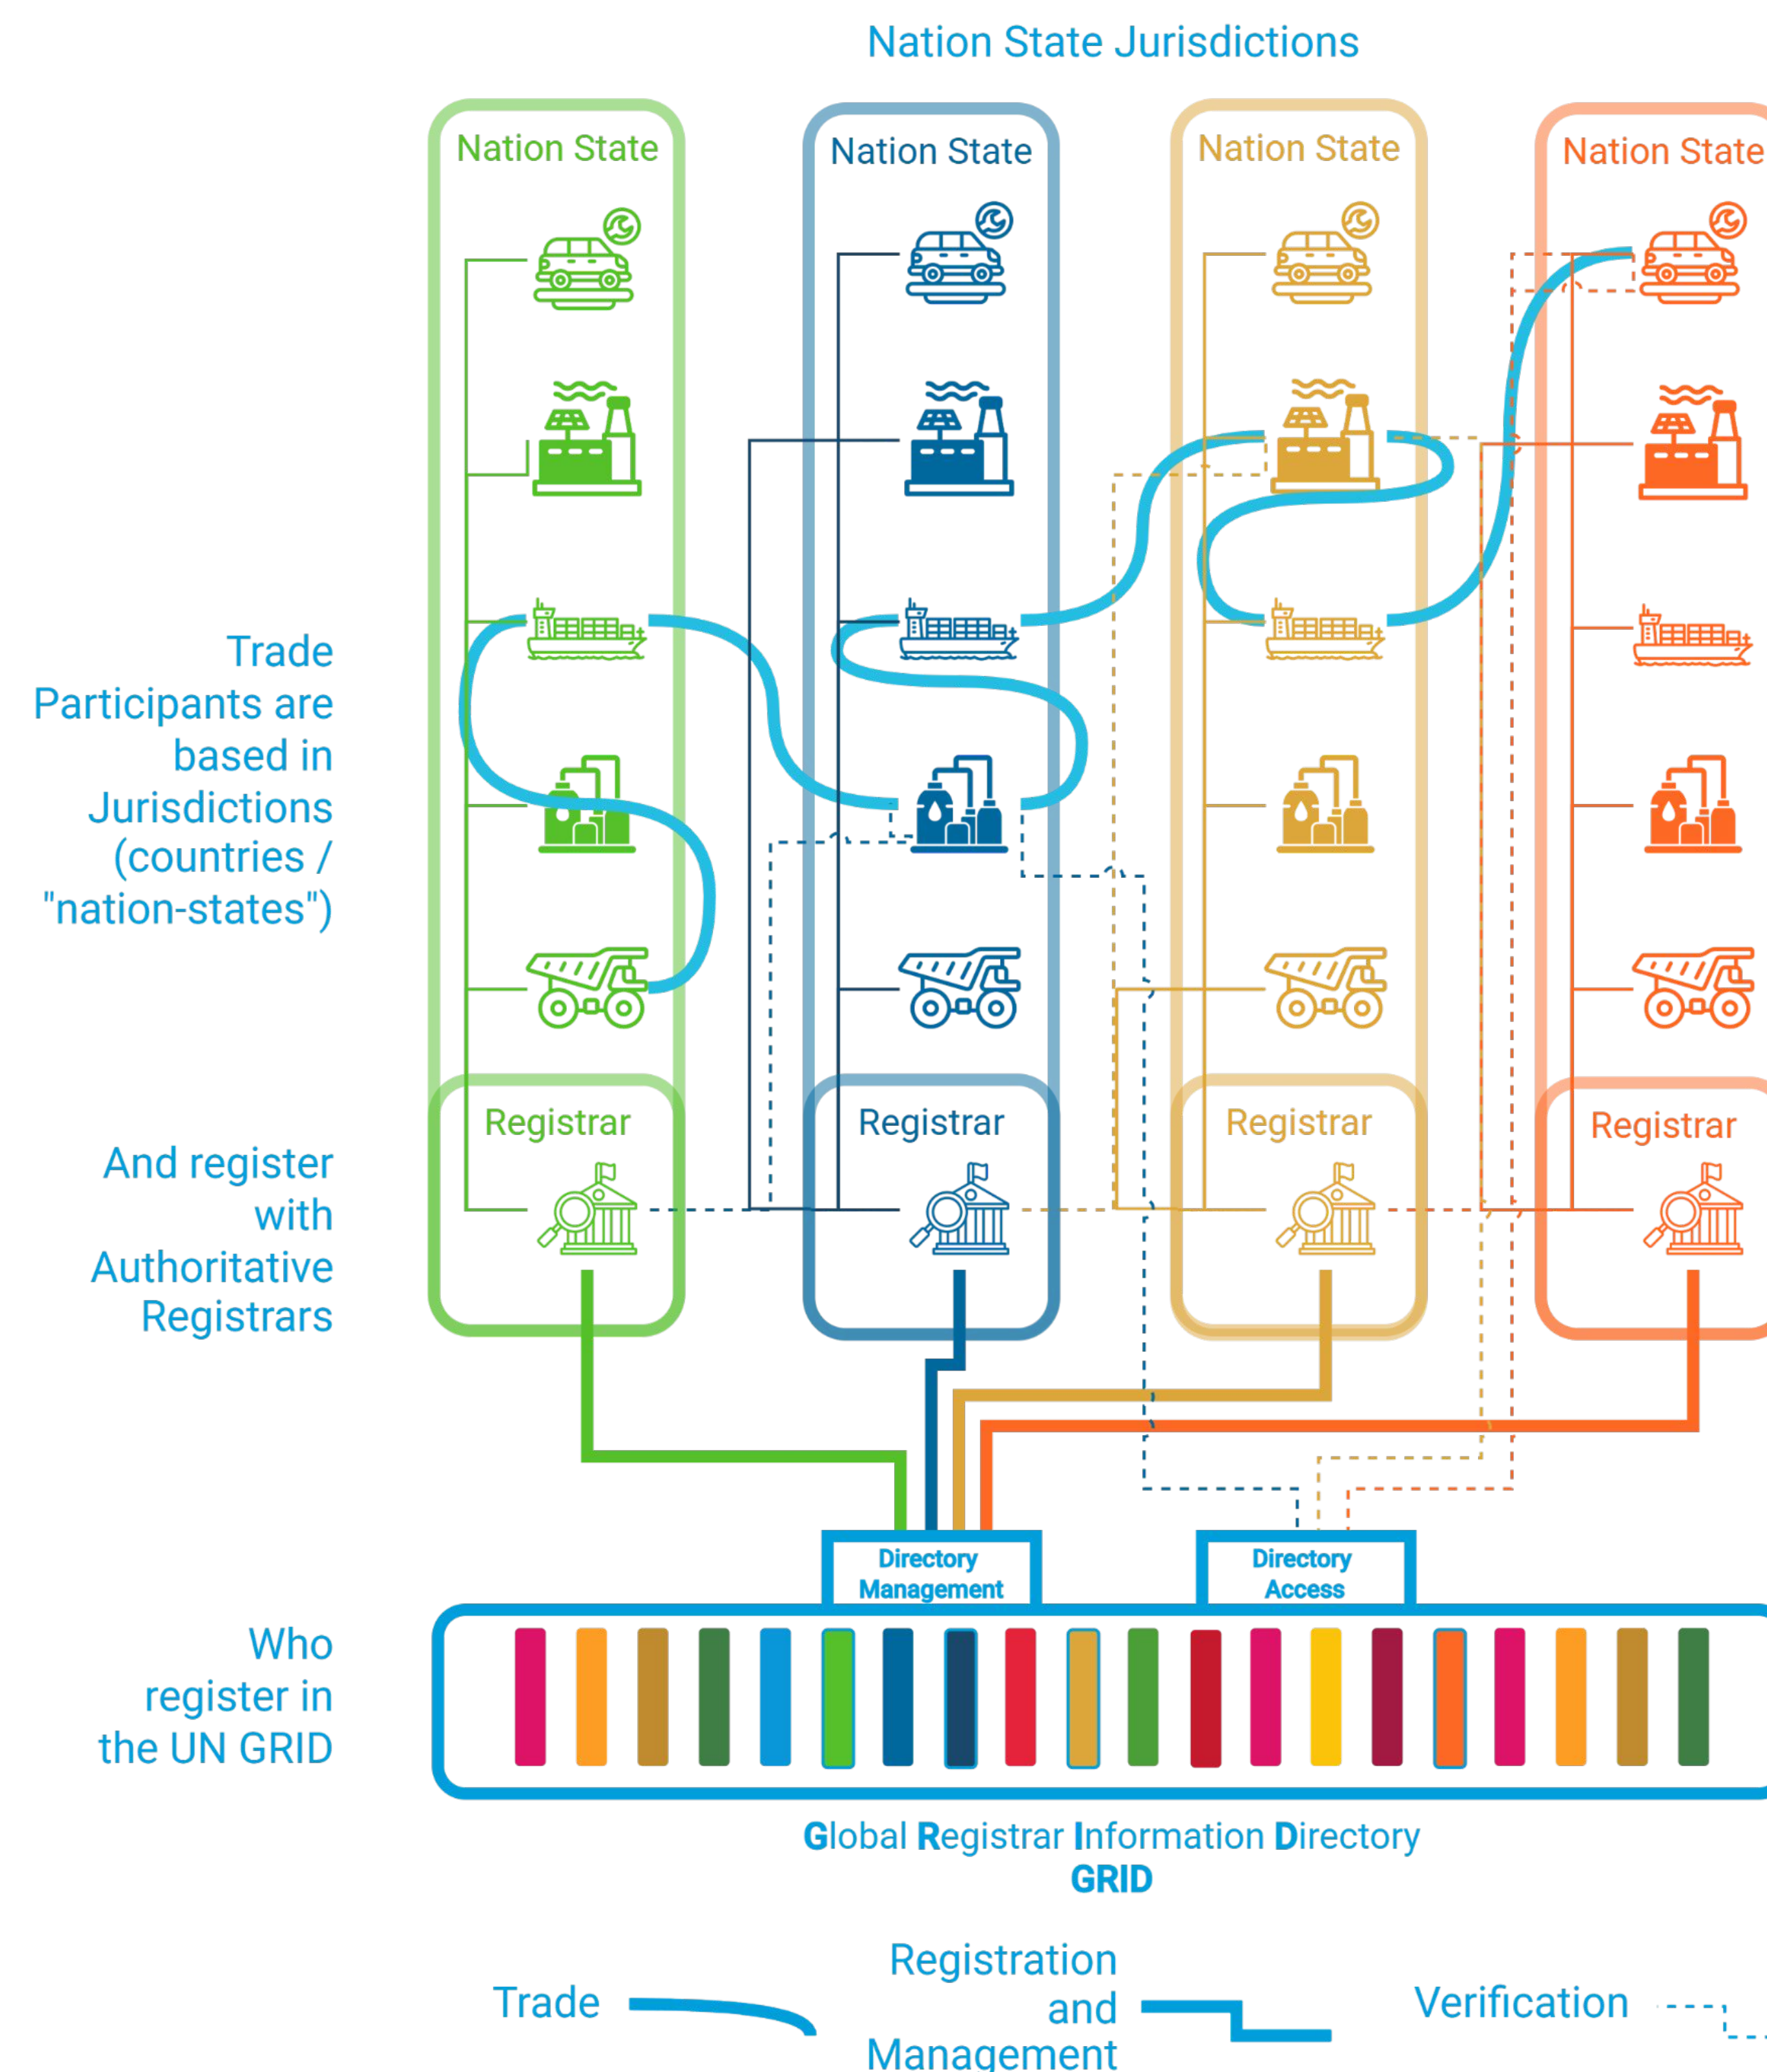 Nation State Jurisdictions
Nation State
Nation State
Nation State
Nation State
Trade
Participants are
based in
Jurisdictions
(countries /
"nation-states")
Registrar
Registrar
Registrar
Registrar
And register
with
Authoritative
Registrars
Directory
Management
Directory
Access
Who
register in
the UN GRID
Global Registrar Information Directory
GRID
Trade
Registration
and
Management
Verification